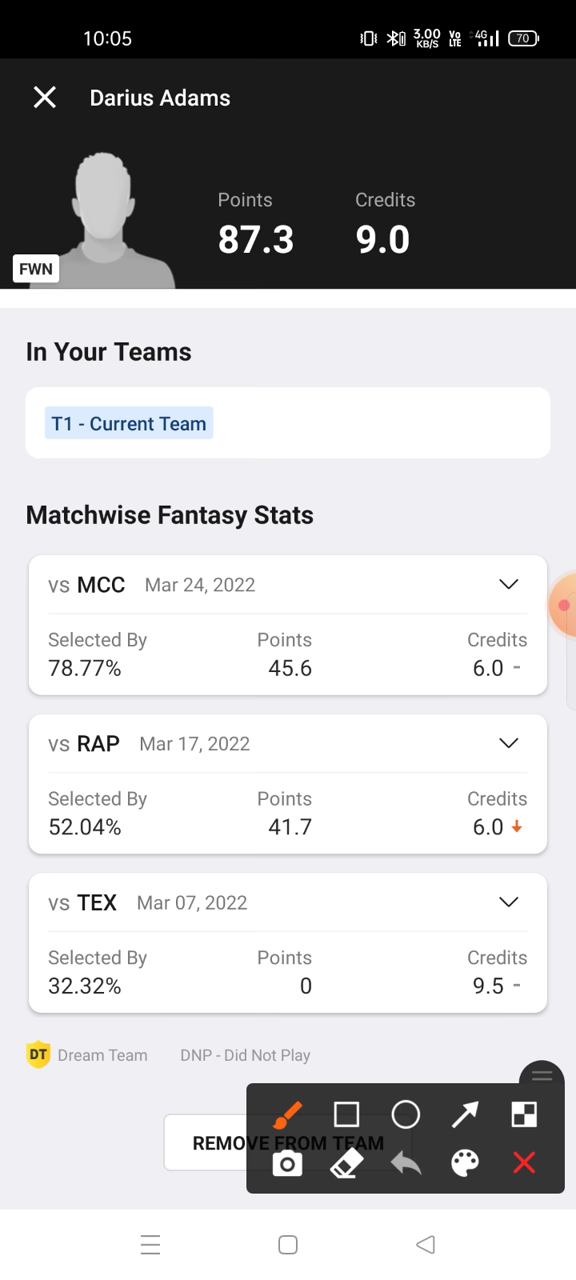 10:05 3.00 KB/S Vo LTE 4G 70
Darius Adams
Points Credits
87.3 9.0
FWN
In Your Teams
T1 - Current Team
Matchwise Fantasy Stats
vs MCC Mar 24, 2022
Selected By Points Credits
78.77% 45.6 6.0 -
vs RAP Mar 17, 2022
Selected By Points Credits
52.04% 41.7 6.0
vs TEX Mar 07, 2022
Selected By Points Credits
32.32% 0 9.5 -
DT Dream Team DNP - Did Not Play
REMOVE FROM TEAM